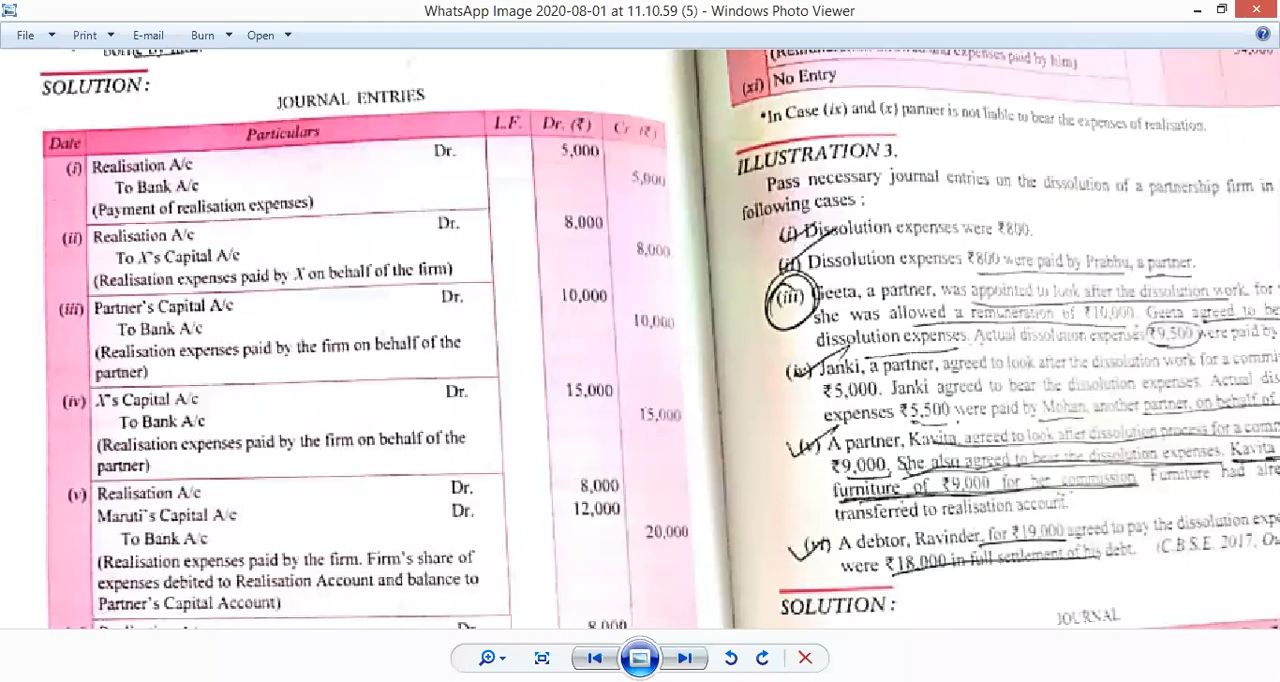 WhatsApp Image 2020-08-01 at 11.10.59 (5) - Windows Photo Viewer
File Print E-mail Burn Open
SOLUTION :
JOURNAL ENTRIES
Date Particulars L.F. Dr. (₹) Cr. (₹)
(i) Realisation A/c Dr. 5,000
To Bank A/c 5,000
(Payment of realisation expenses)
(ii) Realisation A/c Dr. 8,000
To X's Capital A/c 8,000
(Realisation expenses paid by X on behalf of the firm)
(iii) Partner's Capital A/c Dr. 10,000
To Bank A/c 10,000
(Realisation expenses paid by the firm on behalf of the
partner)
(iv) X's Capital A/c Dr. 15,000
To Bank A/c 15,000
(Realisation expenses paid by the firm on behalf of the
partner)
(v) Realisation A/c Dr. 8,000
Maruti's Capital A/c Dr. 12,000
To Bank A/c 20,000
(Realisation expenses paid by the firm. Firm's share of
expenses debited to Realisation Account and balance to
Partner's Capital Account)
Dr. 8,000
expenses paid by him)
(xi) No Entry
*In Case (ix) and (x) partner is not liable to bear the expenses of realisation.
ILLUSTRATION 3.
Pass necessary journal entries on the dissolution of a partnership firm in
following cases :
(i) Dissolution expenses were ₹800.
(ii) Dissolution expenses ₹800 were paid by Prabhu, a partner.
(iii) Geeta, a partner, was appointed to look after the dissolution work, for
she was allowed a remuneration of ₹10,000. Geeta agreed to be
dissolution expenses. Actual dissolution expenses ₹9,500 were paid by
(iv) Janki, a partner, agreed to look after the dissolution work for a commi
₹5,000. Janki agreed to bear the dissolution expenses. Actual dis
expenses ₹5,500 were paid by Mohan, another partner, on behalf of
(v) A partner, Kavita, agreed to look after dissolution process for a comm
₹9,000. She also agreed to bear the dissolution expenses. Kavita
furniture of ₹9,000 for her commission. Furniture had alre
transferred to realisation account.
(vi) A debtor, Ravinder, for ₹19,000 agreed to pay the dissolution expe
were ₹18,000 in full settlement of his debt. (C.B.S.E. 2017, Ou
SOLUTION :
JOURNAL